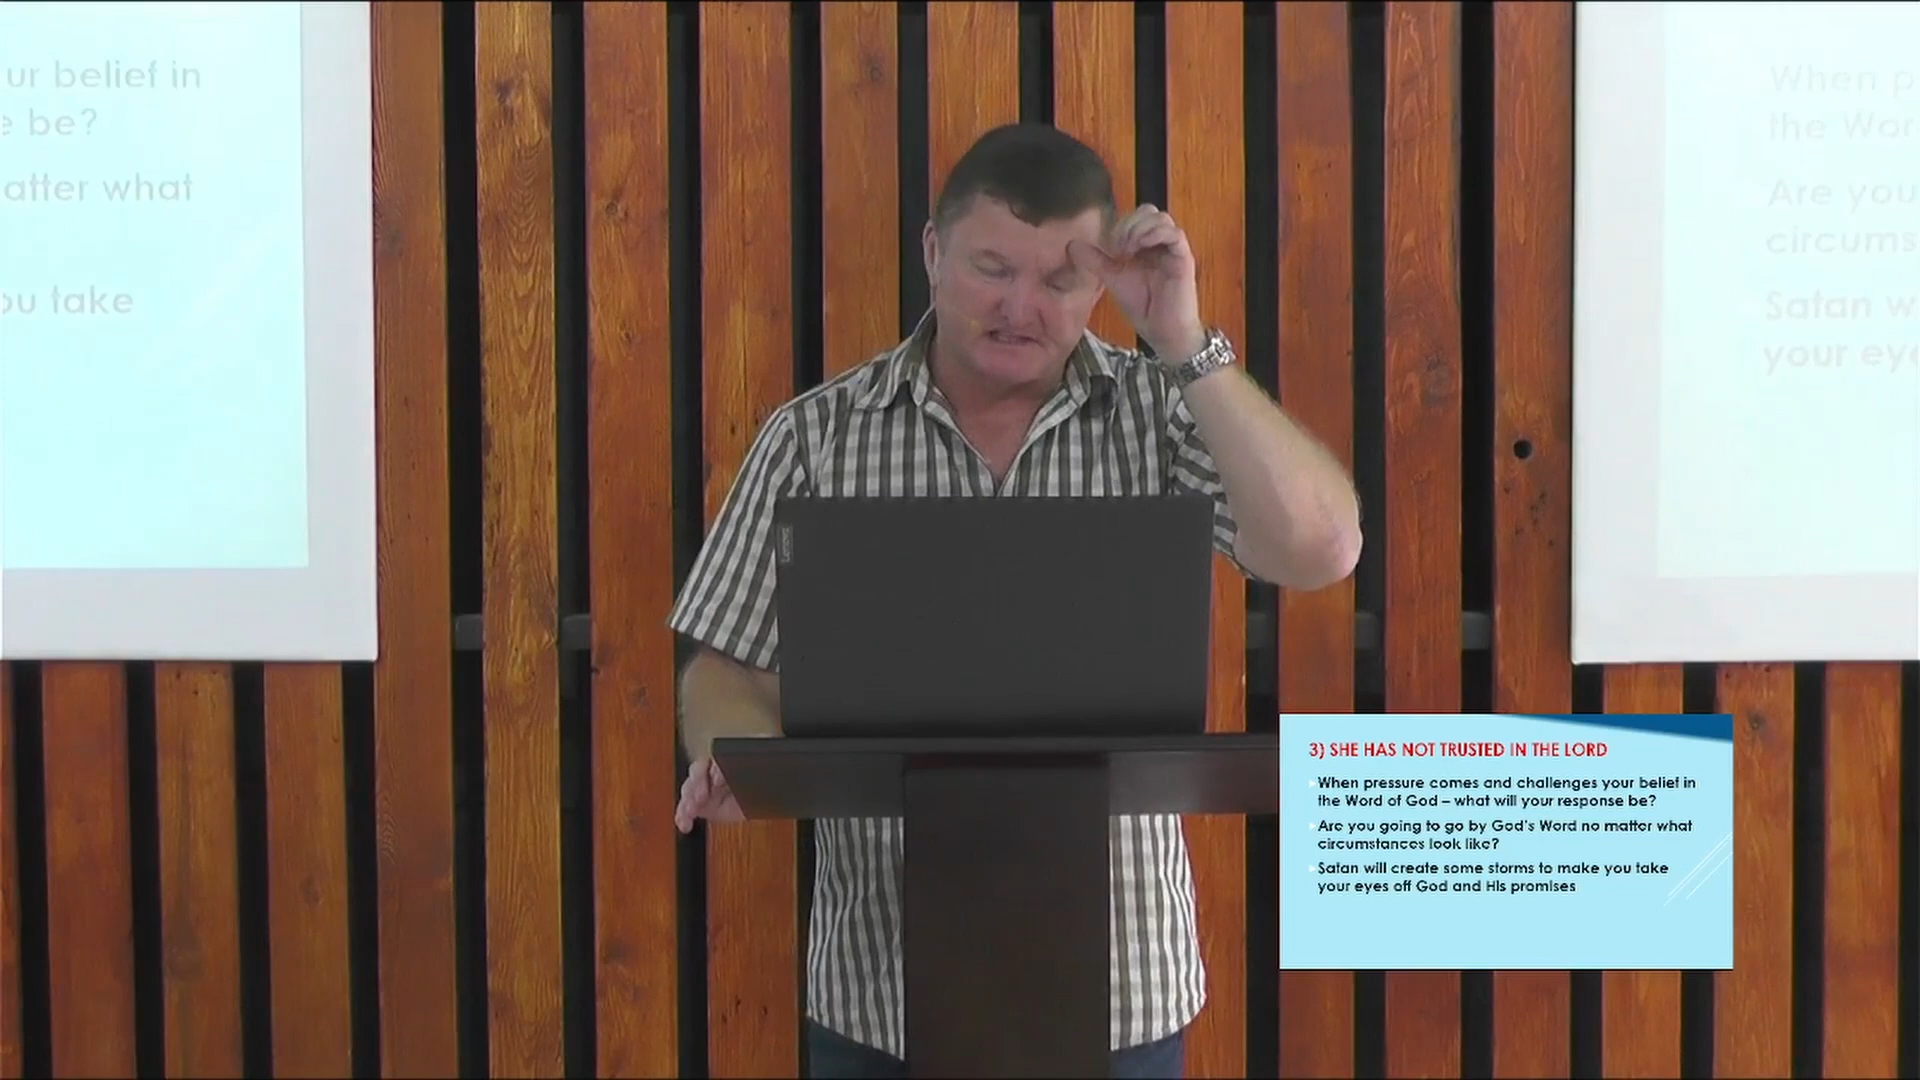 ur belief in
e be?
atter what
ou take
When p
the Wor
Are you
circums
Satan w
your eye
Lenovo
3) SHE HAS NOT TRUSTED IN THE LORD
When pressure comes and challenges your belief in
the Word of God – what will your response be?
Are you going to go by God's Word no matter what
circumstances look like?
Satan will create some storms to make you take
your eyes off God and His promises